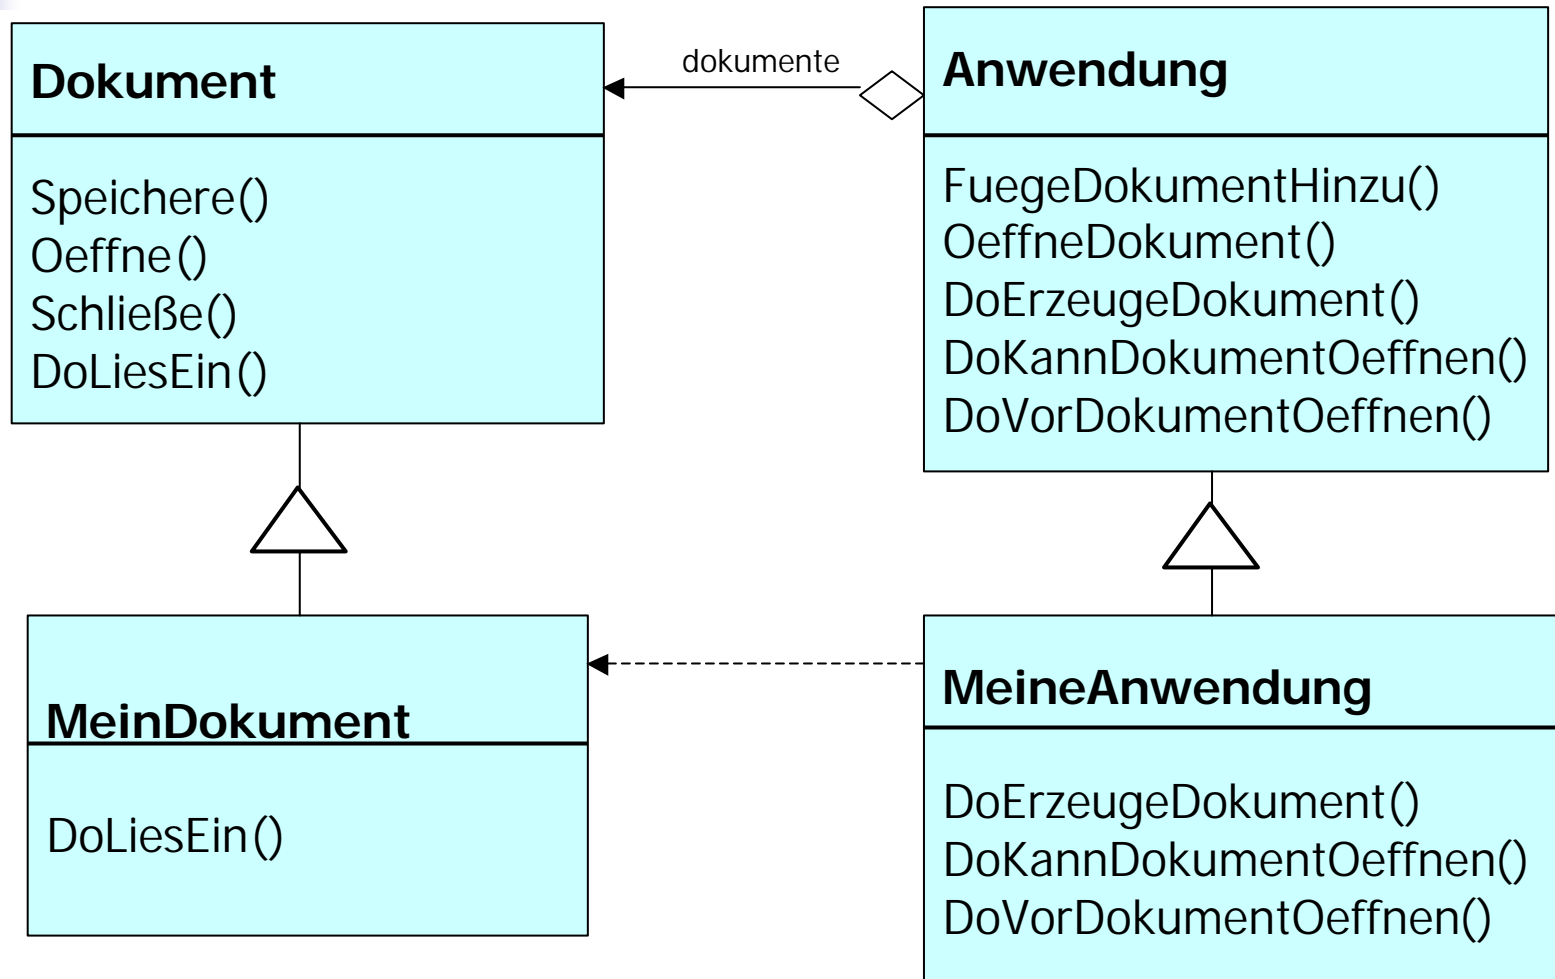 Dokument
Speichere()
Oeffne()
Schließe()
DoLiesEin()
dokumente
Anwendung
FuegeDokumentHinzu()
OeffneDokument()
DoErzeugeDokument()
DoKannDokumentOeffnen()
DoVorDokumentOeffnen()
MeinDokument
DoLiesEin()
MeineAnwendung
DoErzeugeDokument()
DoKannDokumentOeffnen()
DoVorDokumentOeffnen()